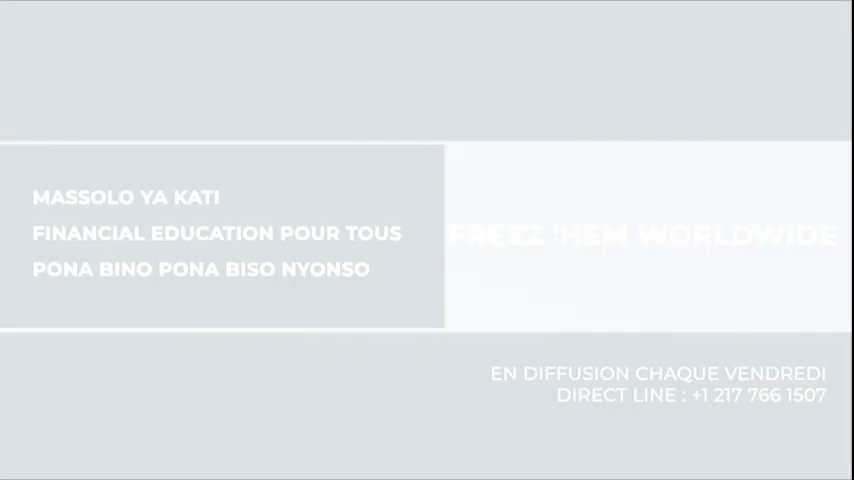 MASSOLO YA KATI
FINANCIAL EDUCATION POUR TOUS
PONA BINO PONA BISO NYONSO
FREEZ 'HEM WORLDWIDE
EN DIFFUSION CHAQUE VENDREDI
DIRECT LINE : +1 217 766 1507